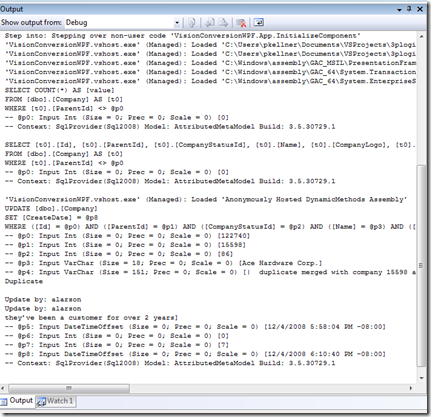 Output
Show output from: Debug
Step into: Stepping over non-user code 'VisionConversionWPF.App.InitializeComponent'
'VisionConversionWPF.vshost.exe' (Managed): Loaded 'C:\Users\pkellner\Documents\VSProjects\3plogi
'VisionConversionWPF.vshost.exe' (Managed): Loaded 'C:\Windows\assembly\GAC_MSIL\PresentationFram
'VisionConversionWPF.vshost.exe' (Managed): Loaded 'C:\Windows\assembly\GAC_64\System.Transaction
'VisionConversionWPF.vshost.exe' (Managed): Loaded 'C:\Windows\assembly\GAC_64\System.EnterpriseS
SELECT COUNT(*) AS [value]
FROM [dbo].[Company] AS [t0]
WHERE [t0].[ParentId] <> @p0
-- @p0: Input Int (Size = 0; Prec = 0; Scale = 0) [0]
-- Context: SqlProvider(Sql2008) Model: AttributedMetaModel Build: 3.5.30729.1
SELECT [t0].[Id], [t0].[ParentId], [t0].[CompanyStatusId], [t0].[Name], [t0].[CompanyLogo], [t0].
FROM [dbo].[Company] AS [t0]
WHERE [t0].[ParentId] <> @p0
-- @p0: Input Int (Size = 0; Prec = 0; Scale = 0) [0]
-- Context: SqlProvider(Sql2008) Model: AttributedMetaModel Build: 3.5.30729.1
'VisionConversionWPF.vshost.exe' (Managed): Loaded 'Anonymously Hosted DynamicMethods Assembly'
UPDATE [dbo].[Company]
SET [CreateDate] = @p8
WHERE ([Id] = @p0) AND ([ParentId] = @p1) AND ([CompanyStatusId] = @p2) AND ([Name] = @p3) AND ([
-- @p0: Input Int (Size = 0; Prec = 0; Scale = 0) [122740]
-- @p1: Input Int (Size = 0; Prec = 0; Scale = 0) [15598]
-- @p2: Input Int (Size = 0; Prec = 0; Scale = 0) [86]
-- @p3: Input VarChar (Size = 18; Prec = 0; Scale = 0) [Ace Hardware Corp.]
-- @p4: Input VarChar (Size = 151; Prec = 0; Scale = 0) [| duplicate merged with company 15598 a
Duplicate
Update by: alarson
Update by: alarson
they've been a customer for over 2 years]
-- @p5: Input DateTimeOffset (Size = 0; Prec = 0; Scale = 0) [12/4/2008 5:58:04 PM -08:00]
-- @p6: Input Int (Size = 0; Prec = 0; Scale = 0) [0]
-- @p7: Input Int (Size = 0; Prec = 0; Scale = 0) [7]
-- @p8: Input DateTimeOffset (Size = 0; Prec = 0; Scale = 0) [12/4/2008 6:10:40 PM -08:00]
-- Context: SqlProvider(Sql2008) Model: AttributedMetaModel Build: 3.5.30729.1
Output Watch 1